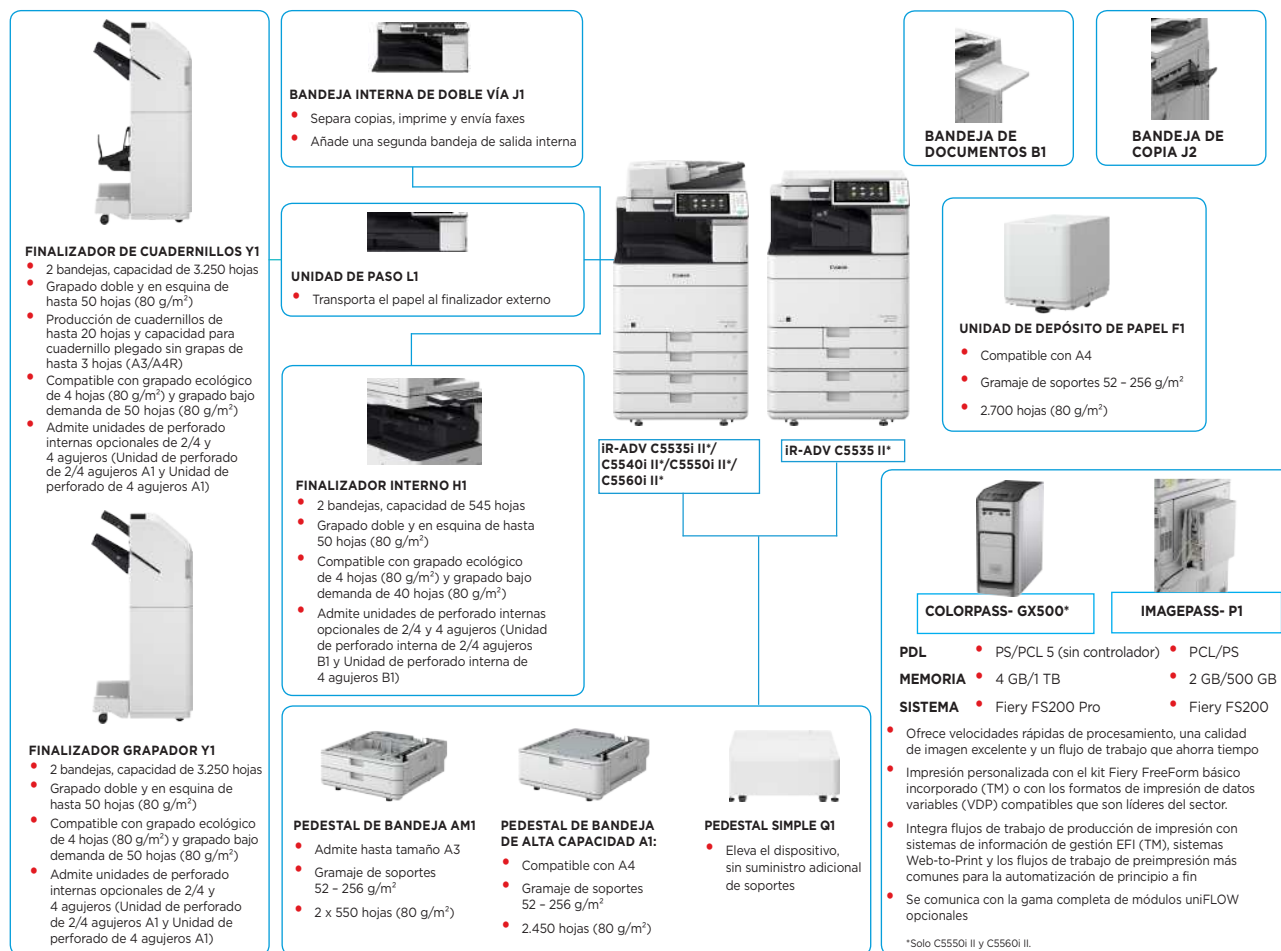 FINALIZADOR DE CUADERNILLOS Y1
• 2 bandejas, capacidad de 3.250 hojas
• Grapado doble y en esquina de
hasta 50 hojas (80 g/m²)
• Producción de cuadernillos de
hasta 20 hojas y capacidad para
cuadernillo plegado sin grapas de
hasta 3 hojas (A3/A4R)
• Compatible con grapado ecológico
de 4 hojas (80 g/m²) y grapado bajo
demanda de 50 hojas (80 g/m²)
• Admite unidades de perforado
internas opcionales de 2/4 y
4 agujeros (Unidad de perforado
de 2/4 agujeros A1 y Unidad de
perforado de 4 agujeros A1)
FINALIZADOR GRAPADOR Y1
• 2 bandejas, capacidad de 3.250 hojas
• Grapado doble y en esquina de
hasta 50 hojas (80 g/m²)
• Compatible con grapado ecológico
de 4 hojas (80 g/m²) y grapado bajo
demanda de 50 hojas (80 g/m²)
• Admite unidades de perforado
internas opcionales de 2/4 y
4 agujeros (Unidad de perforado
de 2/4 agujeros A1 y Unidad de
perforado de 4 agujeros A1)
BANDEJA INTERNA DE DOBLE VÍA J1
• Separa copias, imprime y envía faxes
• Añade una segunda bandeja de salida interna
UNIDAD DE PASO L1
• Transporta el papel al finalizador externo
FINALIZADOR INTERNO H1
• 2 bandejas, capacidad de 545 hojas
• Grapado doble y en esquina de hasta
50 hojas (80 g/m²)
• Compatible con grapado ecológico
de 4 hojas (80 g/m²) y grapado bajo
demanda de 40 hojas (80 g/m²)
• Admite unidades de perforado internas
opcionales de 2/4 y 4 agujeros (Unidad
de perforado interna de 2/4 agujeros
B1 y Unidad de perforado interna de
4 agujeros B1)
Canon
iR-ADV C5535i II*/
C5540i II*/C5550i II*/
C5560i II*
Canon
iR-ADV C5535 II*
PEDESTAL DE BANDEJA AM1
• Admite hasta tamaño A3
• Gramaje de soportes
52 – 256 g/m²
• 2 x 550 hojas (80 g/m²)
PEDESTAL DE BANDEJA
DE ALTA CAPACIDAD A1:
• Compatible con A4
• Gramaje de soportes
52 – 256 g/m²
• 2.450 hojas (80 g/m²)
PEDESTAL SIMPLE Q1
• Eleva el dispositivo,
sin suministro adicional
de soportes
BANDEJA DE
DOCUMENTOS B1
BANDEJA DE
COPIA J2
UNIDAD DE DEPÓSITO DE PAPEL F1
• Compatible con A4
• Gramaje de soportes 52 – 256 g/m²
• 2.700 hojas (80 g/m²)
COLORPASS- GX500*
IMAGEPASS- P1
PDL • PS/PCL 5 (sin controlador) • PCL/PS
MEMORIA • 4 GB/1 TB • 2 GB/500 GB
SISTEMA • Fiery FS200 Pro • Fiery FS200
• Ofrece velocidades rápidas de procesamiento, una calidad
de imagen excelente y un flujo de trabajo que ahorra tiempo
• Impresión personalizada con el kit Fiery FreeForm básico
incorporado (TM) o con los formatos de impresión de datos
variables (VDP) compatibles que son líderes del sector.
• Integra flujos de trabajo de producción de impresión con
sistemas de información de gestión EFI (TM), sistemas
Web-to-Print y los flujos de trabajo de preimpresión más
comunes para la automatización de principio a fin
• Se comunica con la gama completa de módulos uniFLOW
opcionales
*Solo C5550i II y C5560i II.